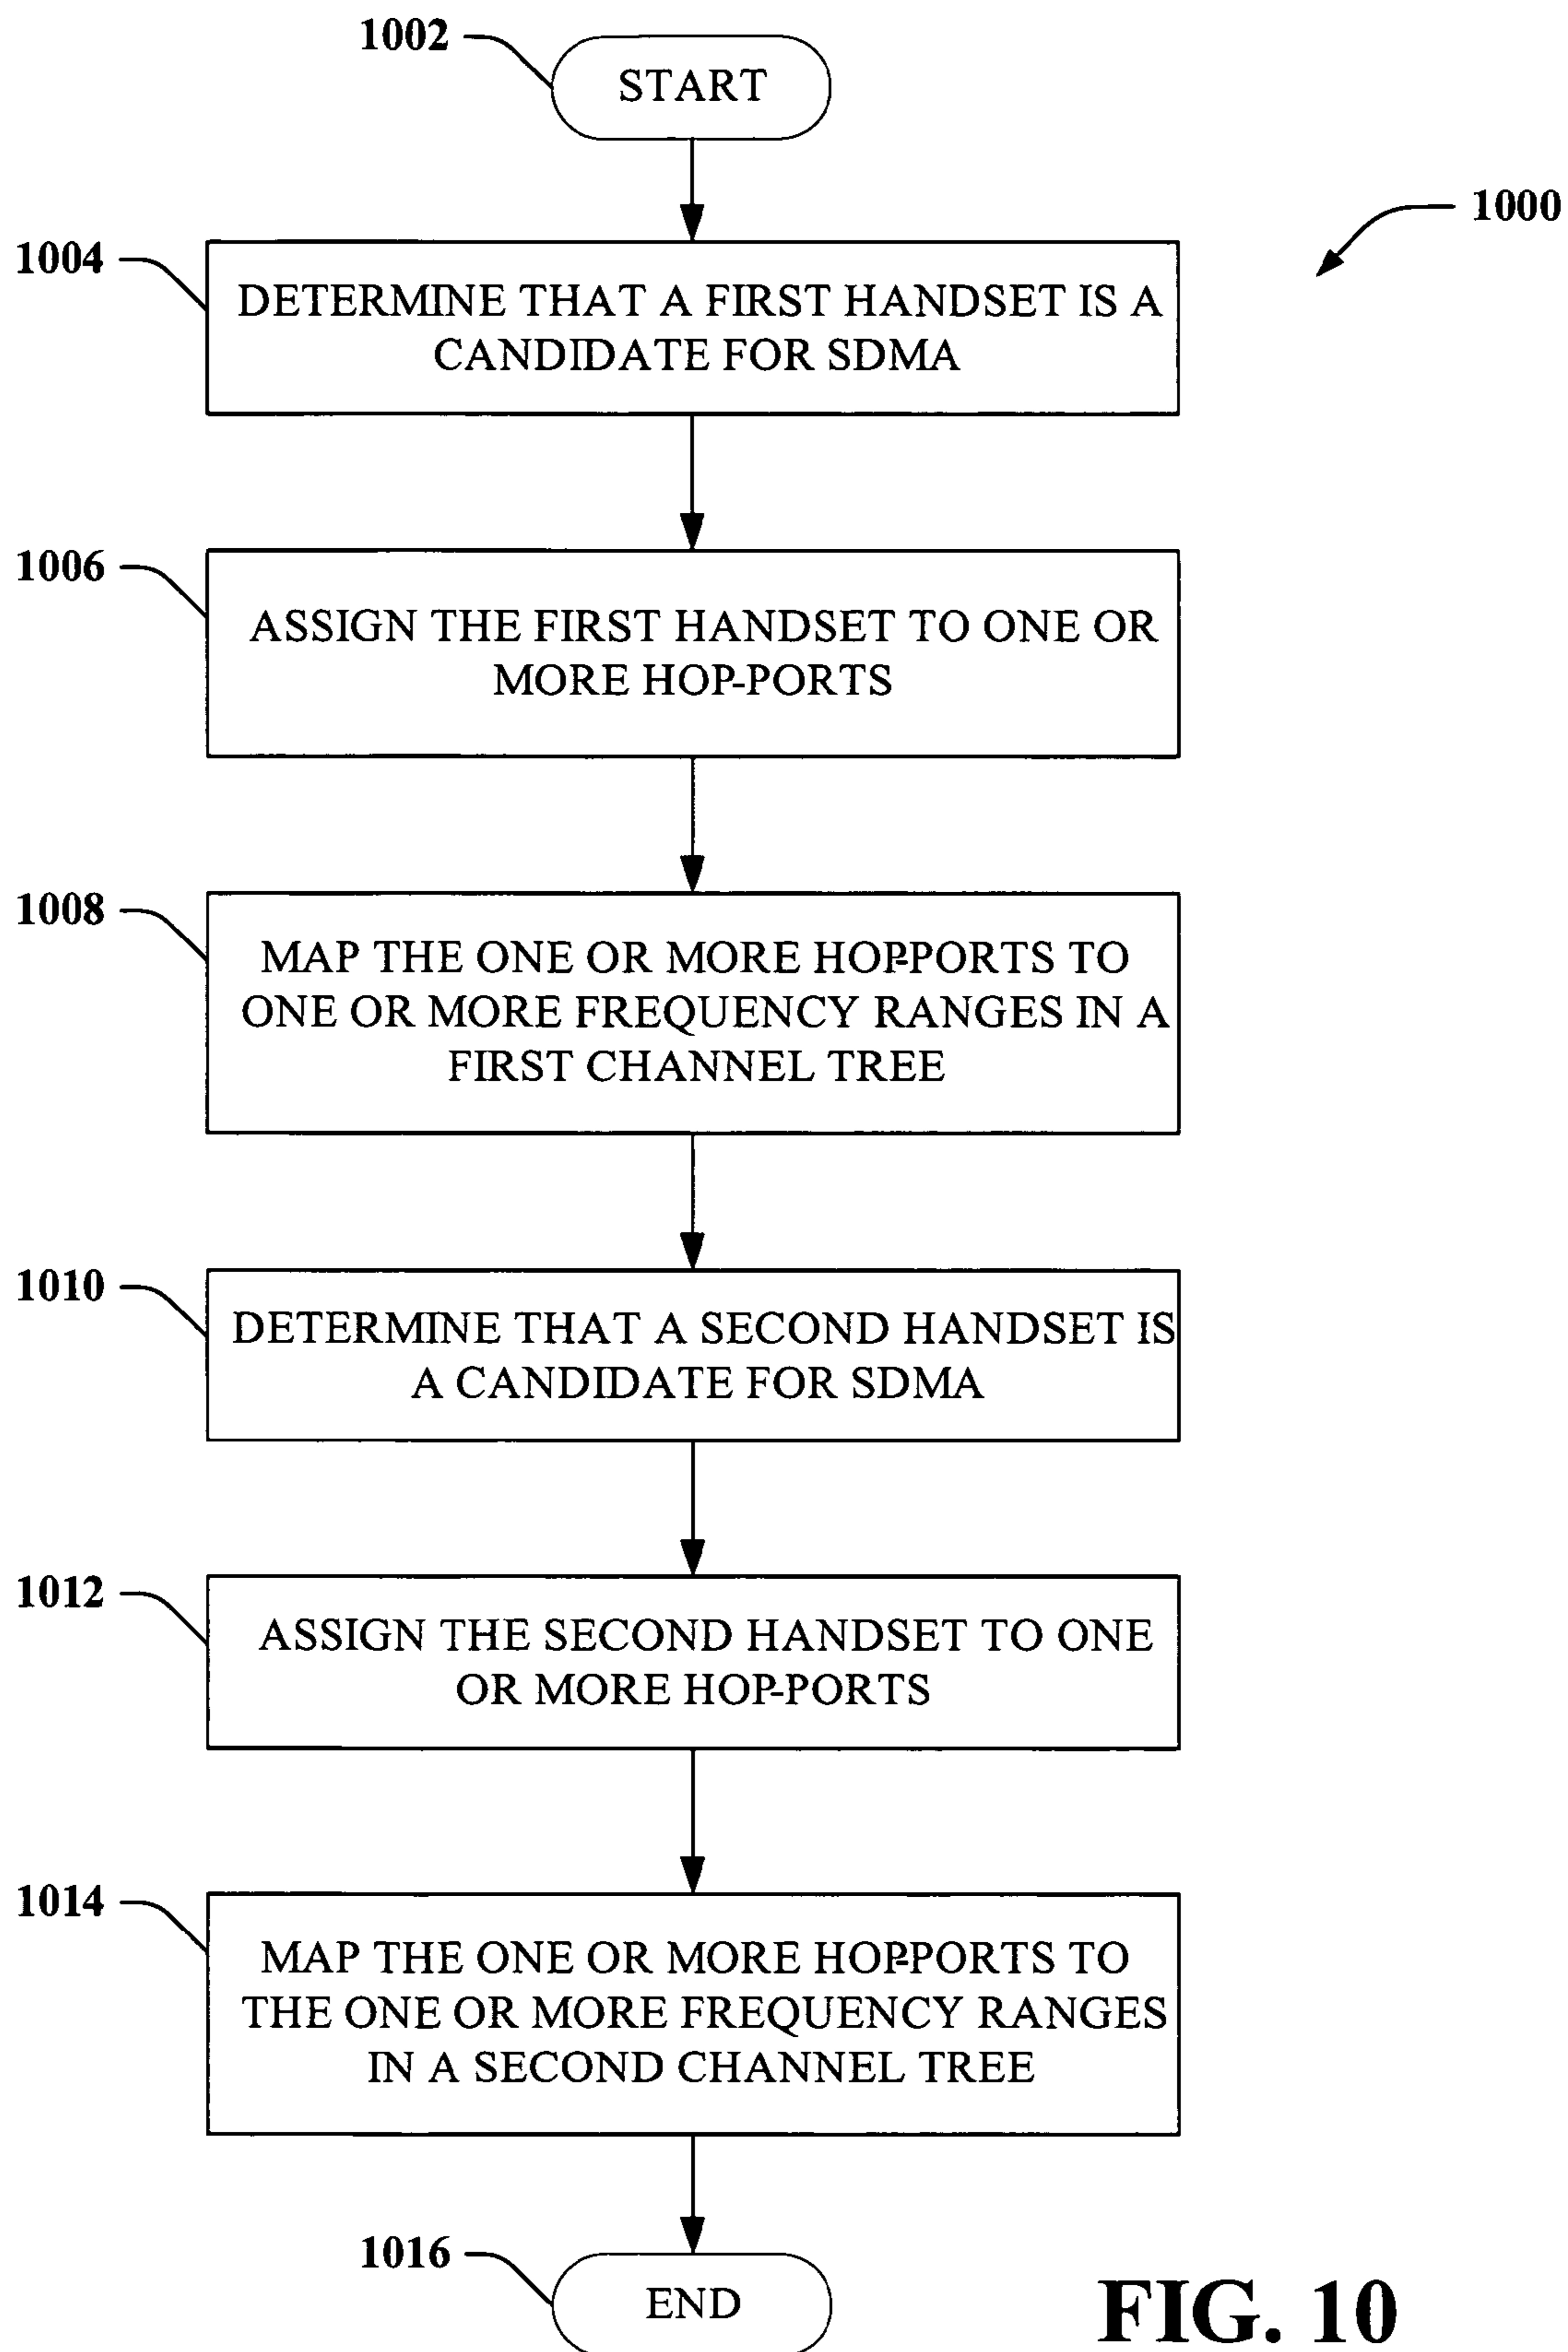 1002
START
1000
1004
DETERMINE THAT A FIRST HANDSET IS A
CANDIDATE FOR SDMA
1006
ASSIGN THE FIRST HANDSET TO ONE OR
MORE HOP-PORTS
1008
MAP THE ONE OR MORE HOP-PORTS TO
ONE OR MORE FREQUENCY RANGES IN A
FIRST CHANNEL TREE
1010
DETERMINE THAT A SECOND HANDSET IS
A CANDIDATE FOR SDMA
1012
ASSIGN THE SECOND HANDSET TO ONE
OR MORE HOP-PORTS
1014
MAP THE ONE OR MORE HOP-PORTS TO
THE ONE OR MORE FREQUENCY RANGES
IN A SECOND CHANNEL TREE
1016
END
FIG. 10